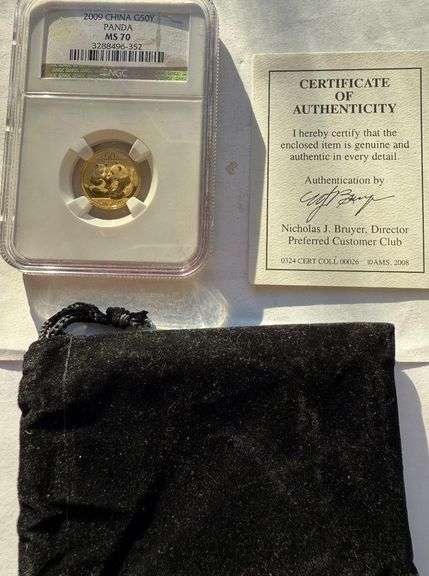 2009 CHINA G50Y
PANDA
MS 70
3288496-352
NGC
CERTIFICATE
OF
AUTHENTICITY
I hereby certify that the
enclosed item is genuine and
authentic in every detail.
Authentication by
Nicholas J. Bruyer, Director
Preferred Customer Club
0324 CERT COLL 00026 ©AMS, 2008